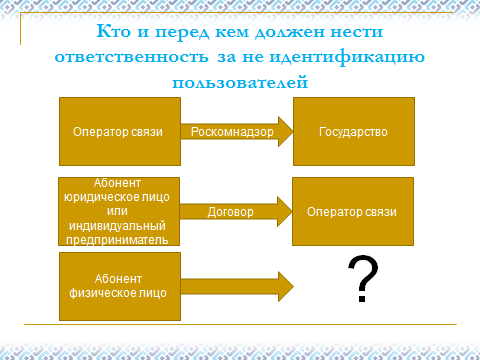 Кто и перед кем должен нести
ответственность за не идентификацию
пользователей
Оператор связи
Роскомнадзор
Государство
Абонент
юридическое лицо
или
индивидуальный
предприниматель
Договор
Оператор связи
Абонент
физическое лицо
?